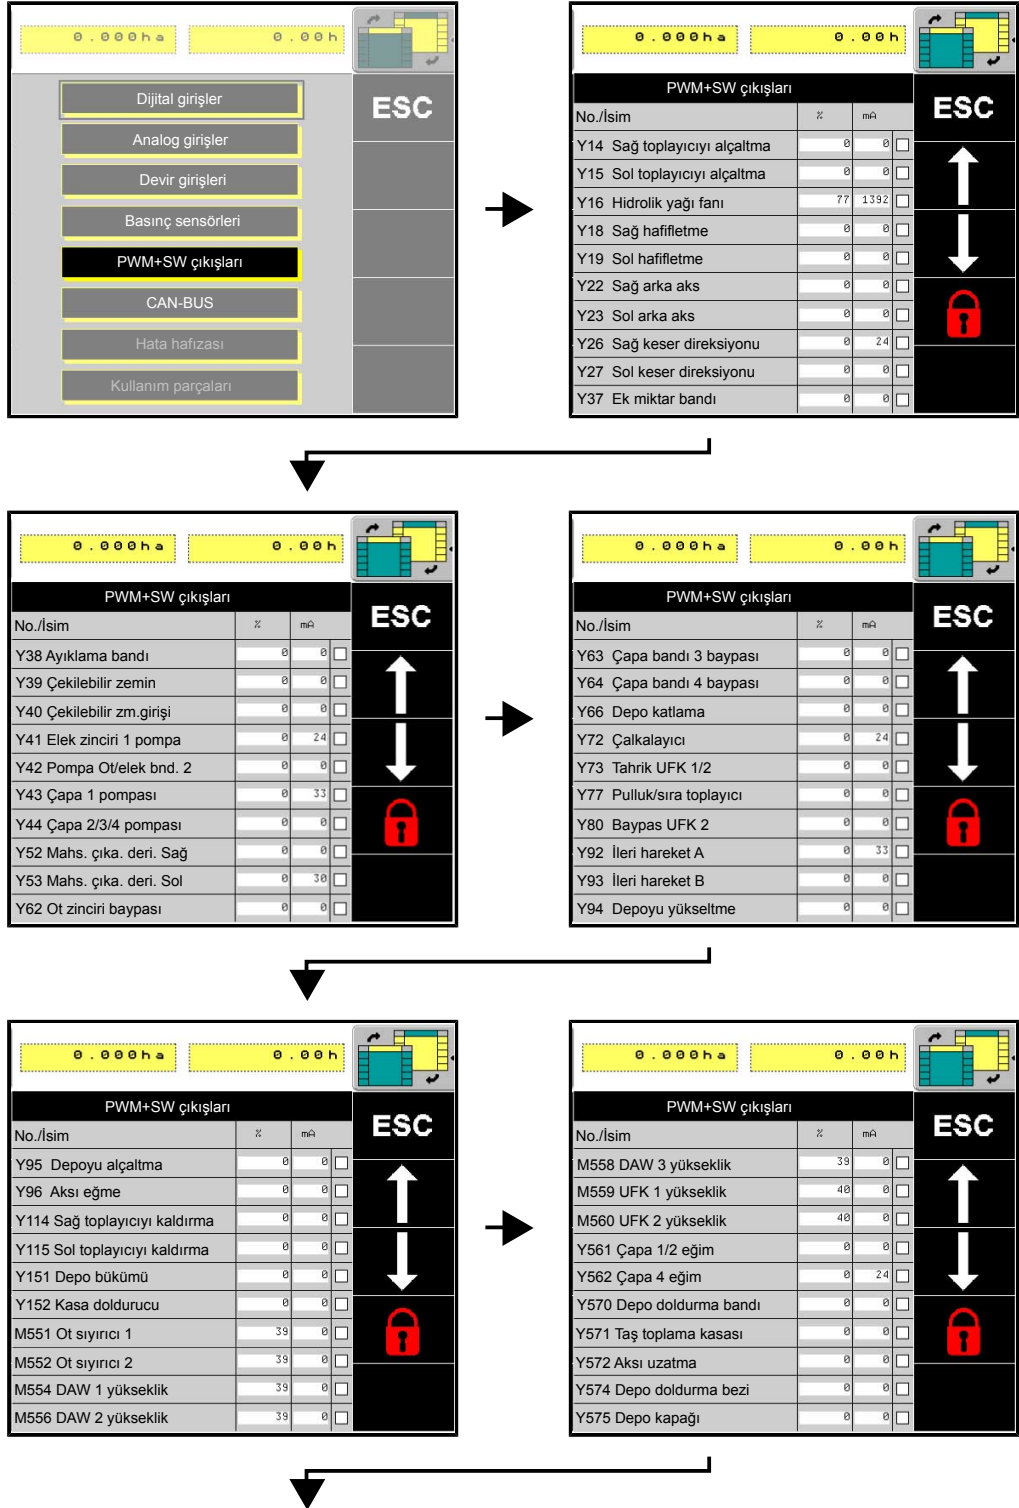 0.000ha 0.00h
Dijital girişler
ESC
Analog girişler
Devir girişleri
Basınç sensörleri
PWM+SW çıkışları
CAN-BUS
Hata hafızası
Kullanım parçaları
0.000ha 0.00h
PWM+SW çıkışları
ESC
No./İsim % mA
Y14 Sağ toplayıcıyı alçaltma 0 0
Y15 Sol toplayıcıyı alçaltma 0 0
Y16 Hidrolik yağı fanı 77 1392
Y18 Sağ hafifletme 0 0
Y19 Sol hafifletme 0 0
Y22 Sağ arka aks 0 0
Y23 Sol arka aks 0 0
Y26 Sağ keser direksiyonu 0 24
Y27 Sol keser direksiyonu 0 0
Y37 Ek miktar bandı 0 0
0.000ha 0.00h
PWM+SW çıkışları
ESC
No./İsim % mA
Y38 Ayıklama bandı 0 0
Y39 Çekilebilir zemin 0 0
Y40 Çekilebilir zm.girişi 0 0
Y41 Elek zinciri 1 pompa 0 24
Y42 Pompa Ot/elek bnd. 2 0 0
Y43 Çapa 1 pompası 0 33
Y44 Çapa 2/3/4 pompası 0 0
Y52 Mahs. çıka. deri. Sağ 0 0
Y53 Mahs. çıka. deri. Sol 0 30
Y62 Ot zinciri baypası 0 0
0.000ha 0.00h
PWM+SW çıkışları
ESC
No./İsim % mA
Y63 Çapa bandı 3 baypası 0 0
Y64 Çapa bandı 4 baypası 0 0
Y66 Depo katlama 0 0
Y72 Çalkalayıcı 0 24
Y73 Tahrik UFK 1/2 0 0
Y77 Pulluk/sıra toplayıcı 0 0
Y80 Baypas UFK 2 0 0
Y92 İleri hareket A 0 33
Y93 İleri hareket B 0 0
Y94 Depoyu yükseltme 0 0
0.000ha 0.00h
PWM+SW çıkışları
ESC
No./İsim % mA
Y95 Depoyu alçaltma 0 0
Y96 Aksı eğme 0 0
Y114 Sağ toplayıcıyı kaldırma 0 0
Y115 Sol toplayıcıyı kaldırma 0 0
Y151 Depo bükümü 0 0
Y152 Kasa doldurucu 0 0
M551 Ot sıyırıcı 1 39 0
M552 Ot sıyırıcı 2 39 0
M554 DAW 1 yükseklik 39 0
M556 DAW 2 yükseklik 39 0
0.000ha 0.00h
PWM+SW çıkışları
ESC
No./İsim % mA
M558 DAW 3 yükseklik 39 0
M559 UFK 1 yükseklik 40 0
M560 UFK 2 yükseklik 40 0
Y561 Çapa 1/2 eğim 0 0
Y562 Çapa 4 eğim 0 24
Y570 Depo doldurma bandı 0 0
Y571 Taş toplama kasası 0 0
Y572 Aksı uzatma 0 0
Y574 Depo doldurma bezi 0 0
Y575 Depo kapağı 0 0